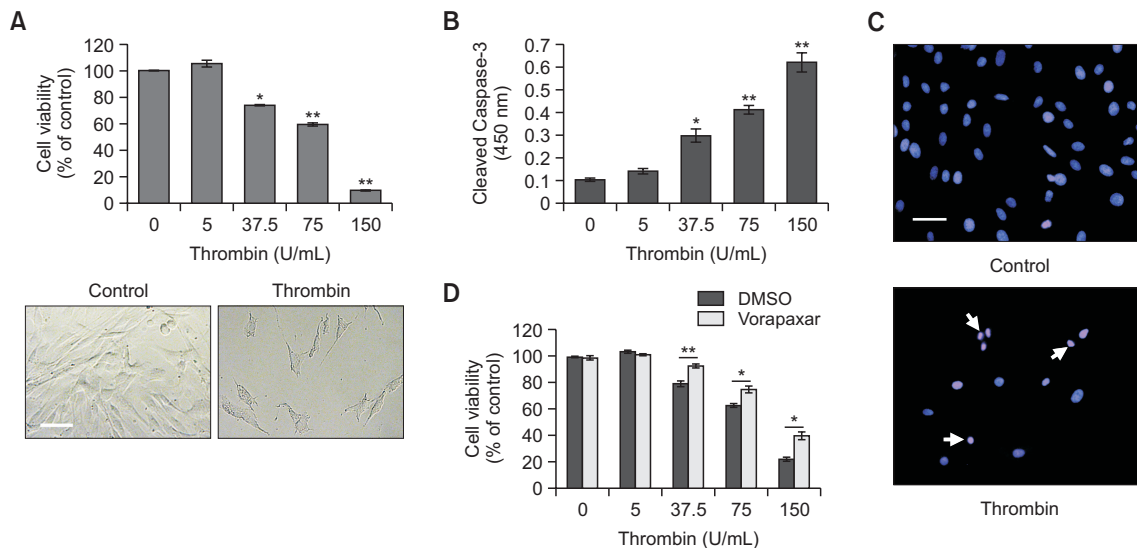 A
Cell viability
(% of control)
120
100
80
60
40
20
0
*
**
**
0 5 37.5 75 150
Thrombin (U/mL)
Control Thrombin
B
Cleaved Caspase-3
(450 nm)
0.7
0.6
0.5
0.4
0.3
0.2
0.1
0
*
**
**
0 5 37.5 75 150
Thrombin (U/mL)
C
Control
Thrombin
D
DMSO
Vorapaxar
Cell viability
(% of control)
120
100
80
60
40
20
0
**
*
*
0 5 37.5 75 150
Thrombin (U/mL)